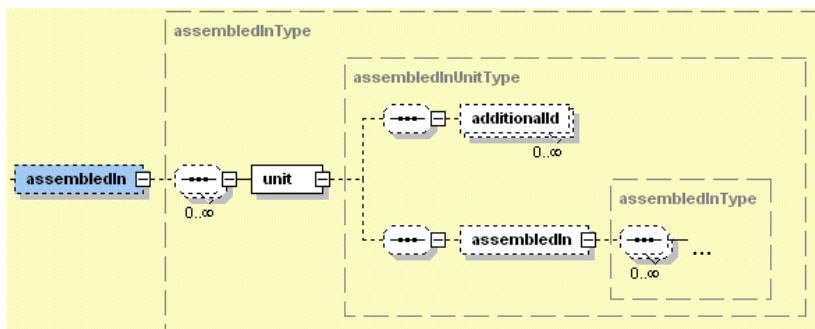 assembledInType
assembledInUnitType
additionalId
0..∞
assembledIn
unit
0..∞
assembledInType
assembledIn
...
0..∞